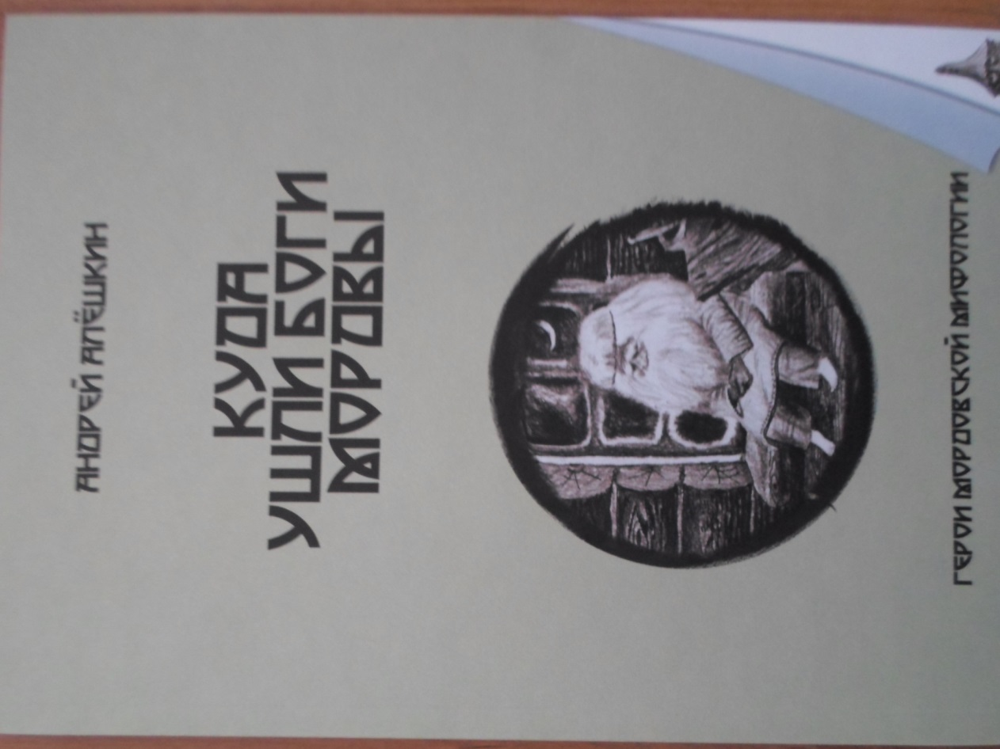 АНДРЕЙ АЛЁШКИН
КУДА
УШЛИ БОГИ
МОРДВЫ
ГЕРОИ МОРДОВСКОЙ МИФОЛОГИИ